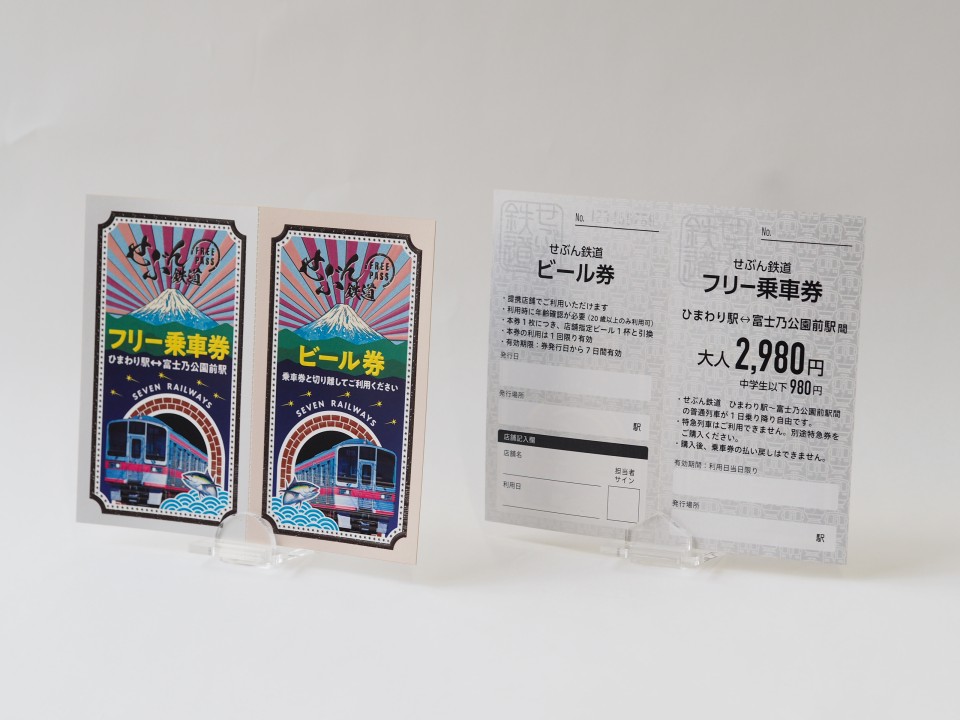 せぶん鉄道
FREE PASS
フリー乗車券
ひまわり駅↔富士乃公園前駅
SEVEN RAILWAYS
せぶん鉄道
FREE PASS
ビール券
乗車券と切り離してご利用ください
SEVEN RAILWAYS
No.
せぶん鉄道
ビール券
・提携店舗でご利用いただけます
・利用時に年齢確認が必要(20歳以上のみ利用可)
・本券1枚につき、店舗指定ビール1杯と引換
・本券の利用は1回限り有効
・有効期限:券発行日から7日間有効
発行日
発行場所
駅
店舗記入欄
店舗名
利用日
担当者
サイン
No.
せぶん鉄道
フリー乗車券
ひまわり駅↔富士乃公園前駅間
大人2,980円
中学生以下980円
・せぶん鉄道 ひまわり駅~富士乃公園前駅間
の普通列車が1日乗り降り自由です。
・特急列車はご利用できません。別途特急券を
ご購入ください。
・購入後、乗車券の払い戻しはできません。
有効期間:利用日当日限り
発行場所
駅